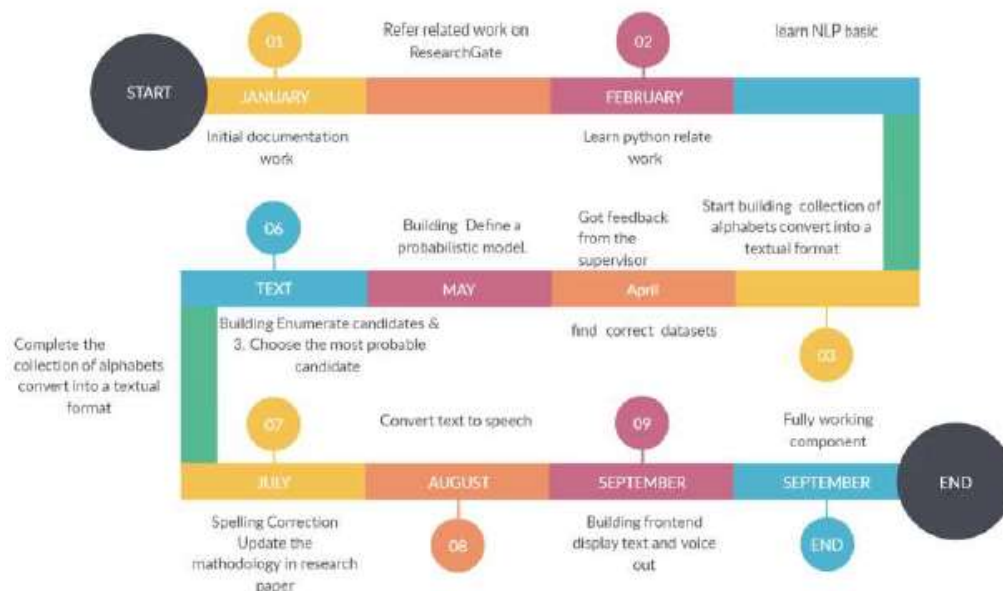 01
Refer related work on
ResearchGate
02
learn NLP basic
START
JANUARY
FEBRUARY
Initial documentation
work
Learn python relate
work
06
Building Define a
probabilistic model.
Got feedback
from the
supervisor
Start building collection of
alphabets convert into a
textual format
TEXT
MAY
April
Building Enumerate candidates &
3. Choose the most probable
candidate
find correct datasets
03
Complete the
collection of alphabets
convert into a textual
format
07
Convert text to speech
09
Fully working
component
JULY
AUGUST
SEPTEMBER
SEPTEMBER
END
Spelling Correction
Update the
mathodology in research
paper
08
Building frontend
display text and voice
out
END